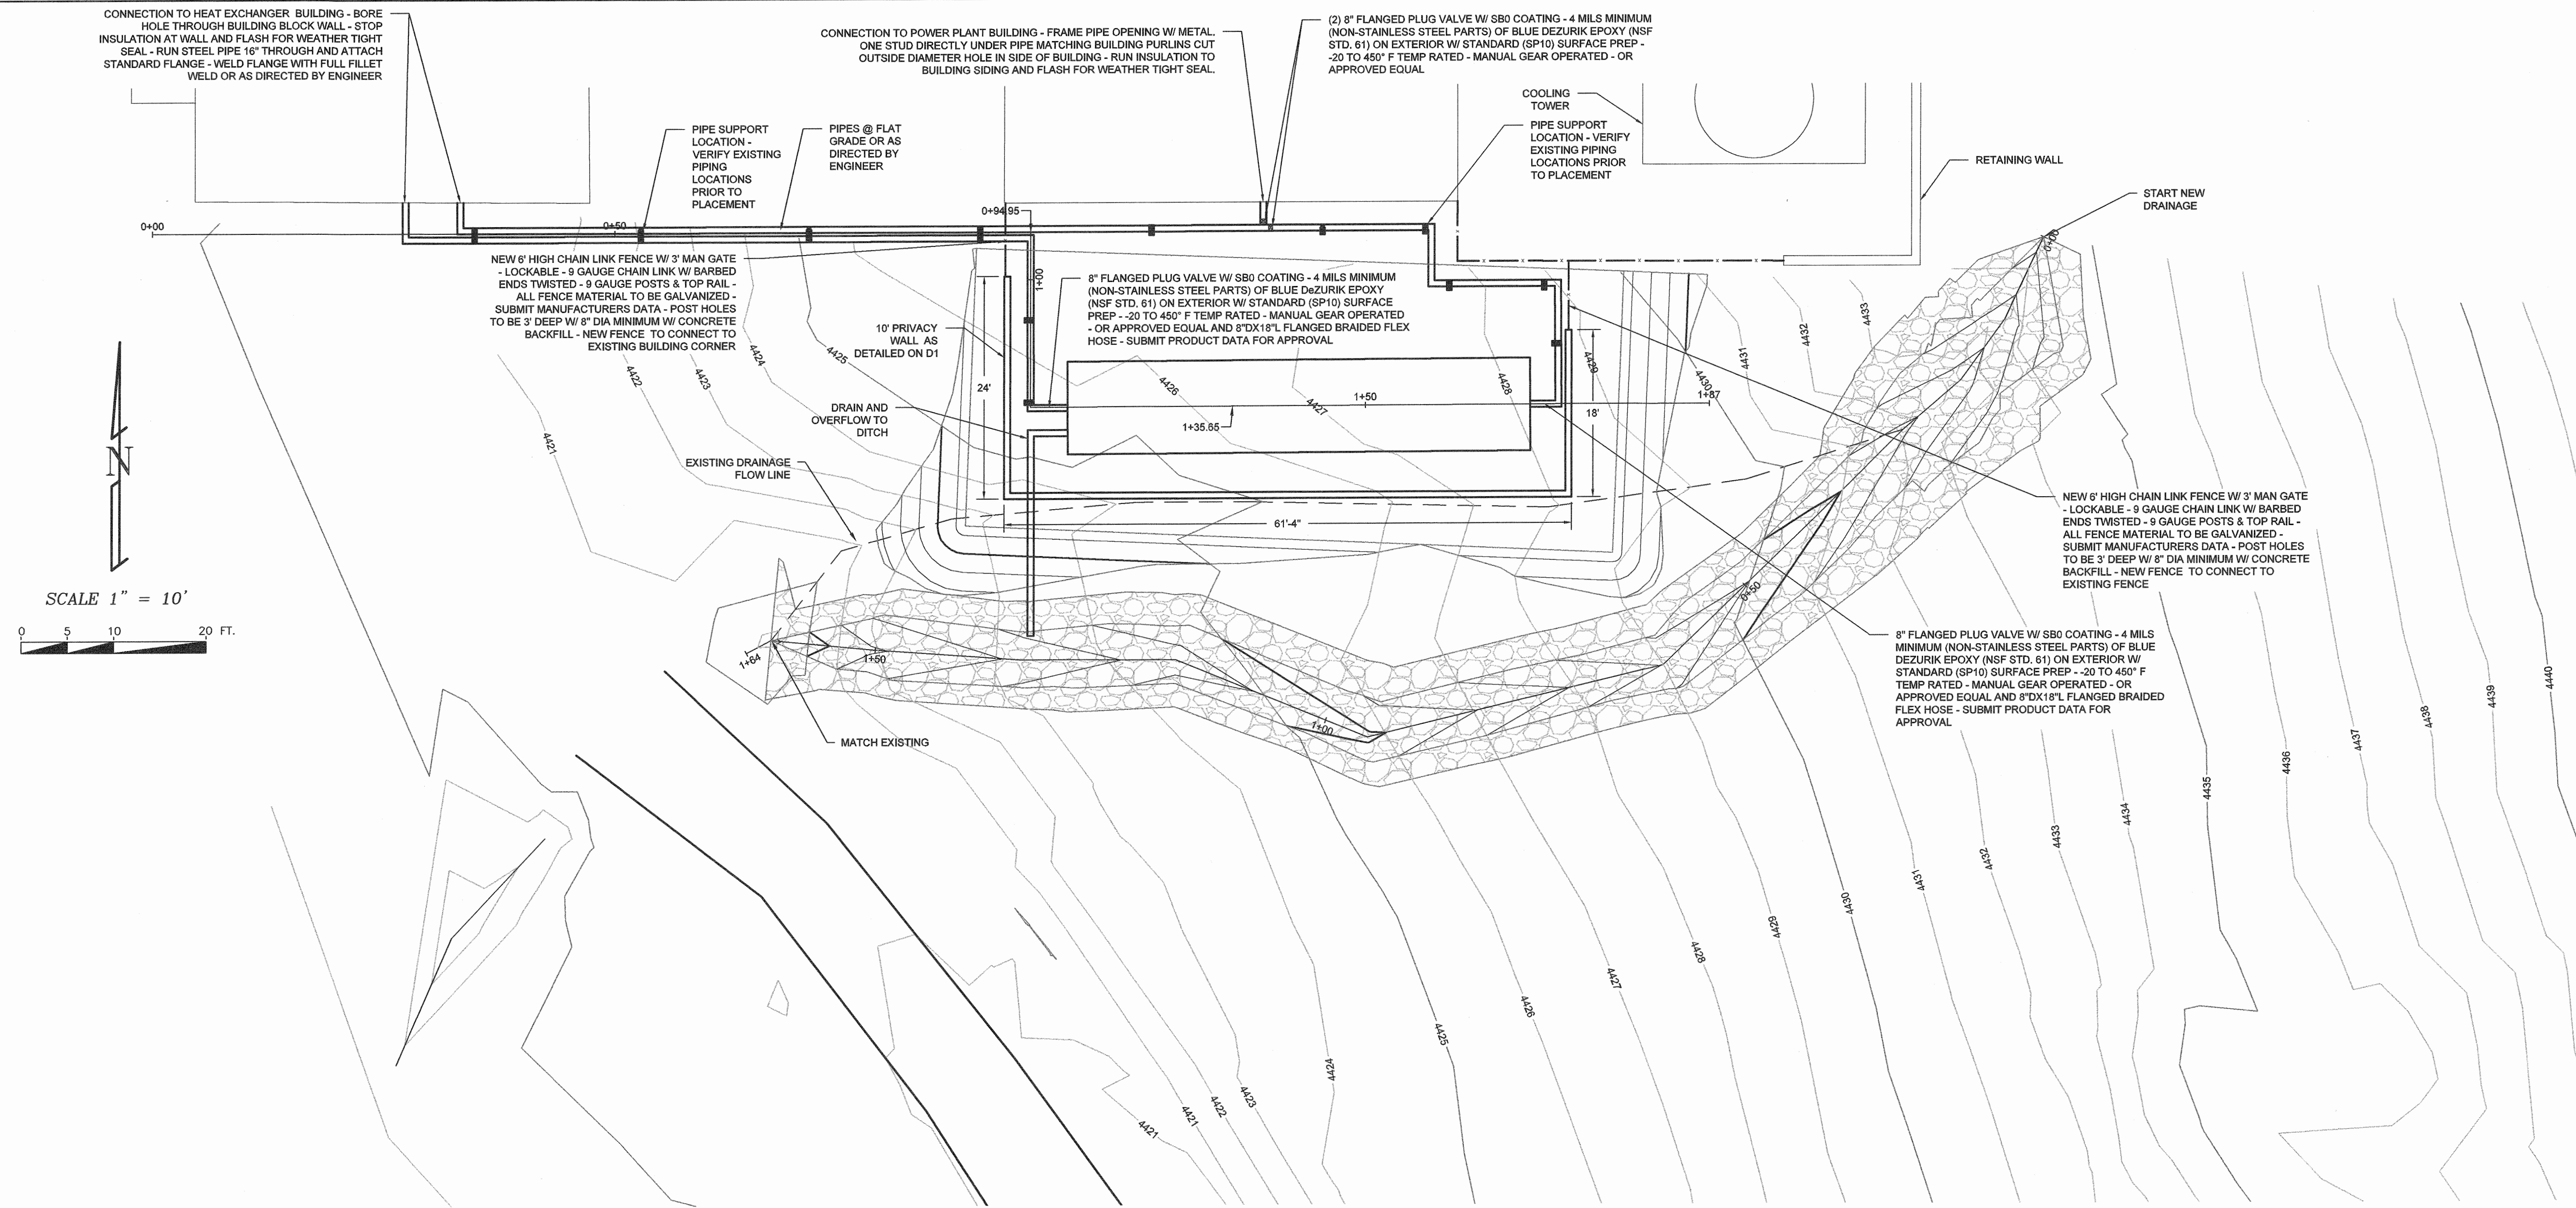 CONNECTION TO HEAT EXCHANGER BUILDING - BORE
HOLE THROUGH BUILDING BLOCK WALL - STOP
INSULATION AT WALL AND FLASH FOR WEATHER TIGHT
SEAL - RUN STEEL PIPE 16" THROUGH AND ATTACH
STANDARD FLANGE - WELD FLANGE WITH FULL FILLET
WELD OR AS DIRECTED BY ENGINEER
CONNECTION TO POWER PLANT BUILDING - FRAME PIPE OPENING W/ METAL.
ONE STUD DIRECTLY UNDER PIPE MATCHING BUILDING PURLINS CUT
OUTSIDE DIAMETER HOLE IN SIDE OF BUILDING - RUN INSULATION TO
BUILDING SIDING AND FLASH FOR WEATHER TIGHT SEAL.
(2) 8" FLANGED PLUG VALVE W/ SB0 COATING - 4 MILS MINIMUM
(NON-STAINLESS STEEL PARTS) OF BLUE DEZURIK EPOXY (NSF
STD. 61) ON EXTERIOR W/ STANDARD (SP10) SURFACE PREP -
-20 TO 450° F TEMP RATED - MANUAL GEAR OPERATED - OR
APPROVED EQUAL
COOLING
TOWER
PIPE SUPPORT
LOCATION -
VERIFY EXISTING
PIPING
LOCATIONS
PRIOR TO
PLACEMENT
PIPES @ FLAT
GRADE OR AS
DIRECTED BY
ENGINEER
PIPE SUPPORT
LOCATION - VERIFY
EXISTING PIPING
LOCATIONS PRIOR
TO PLACEMENT
RETAINING WALL
START NEW
DRAINAGE
0+00
0+50
0+94.95
1+00
0+00
NEW 6' HIGH CHAIN LINK FENCE W/ 3' MAN GATE
- LOCKABLE - 9 GAUGE CHAIN LINK W/ BARBED
ENDS TWISTED - 9 GAUGE POSTS & TOP RAIL -
ALL FENCE MATERIAL TO BE GALVANIZED -
SUBMIT MANUFACTURERS DATA - POST HOLES
TO BE 3' DEEP W/ 8" DIA MINIMUM W/ CONCRETE
BACKFILL - NEW FENCE TO CONNECT TO
EXISTING BUILDING CORNER
8" FLANGED PLUG VALVE W/ SB0 COATING - 4 MILS MINIMUM
(NON-STAINLESS STEEL PARTS) OF BLUE DeZURIK EPOXY
(NSF STD. 61) ON EXTERIOR W/ STANDARD (SP10) SURFACE
PREP - -20 TO 450° F TEMP RATED - MANUAL GEAR OPERATED
- OR APPROVED EQUAL AND 8"DX18"L FLANGED BRAIDED FLEX
HOSE - SUBMIT PRODUCT DATA FOR APPROVAL
10' PRIVACY
WALL AS
DETAILED ON D1
24'
DRAIN AND
OVERFLOW TO
DITCH
EXISTING DRAINAGE
FLOW LINE
4421
4422
4423
4424
4425
4426
4427
4428
4429
4430
4431
4432
4433
1+35.65
1+50
1+87
18'
61'-4"
N
SCALE 1" = 10'
0 5 10 20 FT.
NEW 6' HIGH CHAIN LINK FENCE W/ 3' MAN GATE
- LOCKABLE - 9 GAUGE CHAIN LINK W/ BARBED
ENDS TWISTED - 9 GAUGE POSTS & TOP RAIL -
ALL FENCE MATERIAL TO BE GALVANIZED -
SUBMIT MANUFACTURERS DATA - POST HOLES
TO BE 3' DEEP W/ 8" DIA MINIMUM W/ CONCRETE
BACKFILL - NEW FENCE TO CONNECT TO
EXISTING FENCE
8" FLANGED PLUG VALVE W/ SB0 COATING - 4 MILS
MINIMUM (NON-STAINLESS STEEL PARTS) OF BLUE
DEZURIK EPOXY (NSF STD. 61) ON EXTERIOR W/
STANDARD (SP10) SURFACE PREP - -20 TO 450° F
TEMP RATED - MANUAL GEAR OPERATED - OR
APPROVED EQUAL AND 8"DX18"L FLANGED BRAIDED
FLEX HOSE - SUBMIT PRODUCT DATA FOR
APPROVAL
0+50
1+00
1+50
1+64
MATCH EXISTING
4421
4421
4422
4423
4424
4425
4426
4427
4428
4429
4430
4431
4432
4433
4434
4435
4436
4437
4438
4439
4440